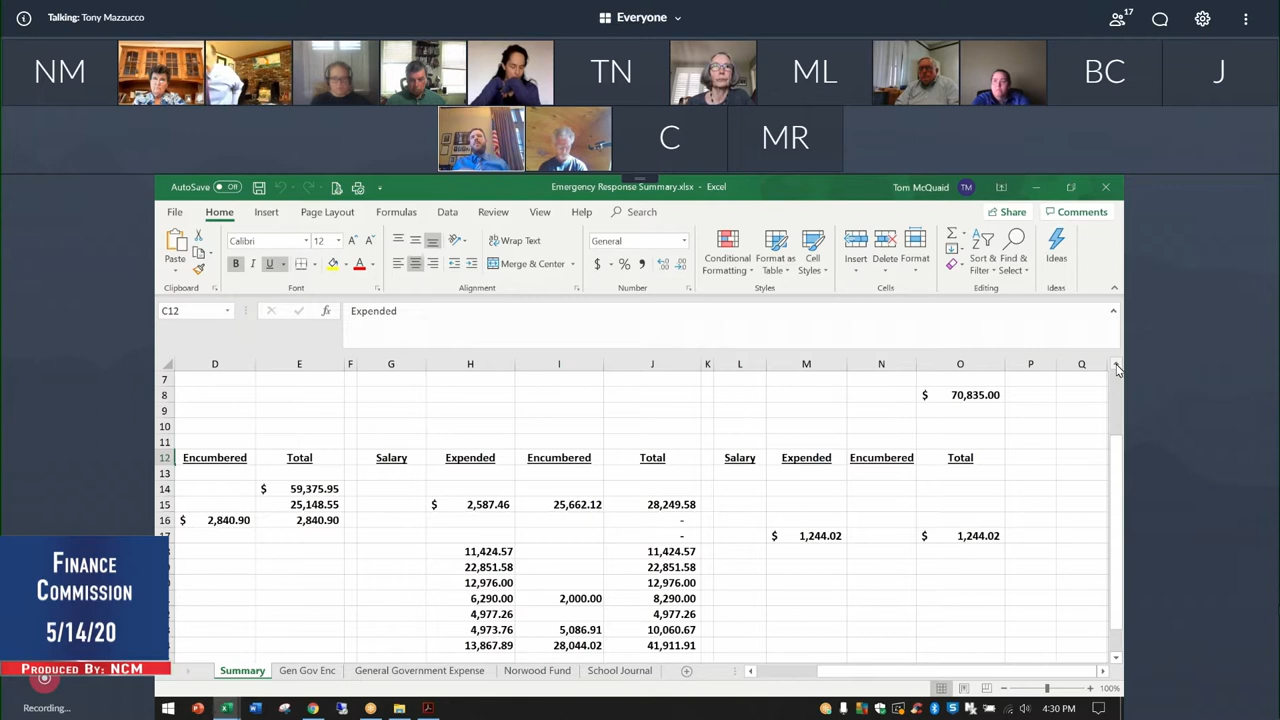 Talking: Tony Mazzucco
Everyone
17
NM
TN
ML
BC
J
C
MR
AutoSave Off
Emergency Response Summary.xlsx - Excel
Tom McQuaid TM
File Home Insert Page Layout Formulas Data Review View Help Search Share Comments
Paste
Calibri 12
B I U
Wrap Text
Merge & Center
General
$ % ,
Conditional Formatting
Format as Table
Cell Styles
Insert Delete Format
Sort & Filter
Find & Select
Ideas
Clipboard Font Alignment Number Styles Cells Editing Ideas
C12 fx Expended
D E F G H I J K L M N O P Q
7
8 $ 70,835.00
9
10
11
12 Encumbered Total Salary Expended Encumbered Total Salary Expended Encumbered Total
13
14 $ 59,375.95
15 25,148.55 $ 2,587.46 25,662.12 28,249.58
16 $ 2,840.90 2,840.90 -
- $ 1,244.02 $ 1,244.02
11,424.57 11,424.57
22,851.58 22,851.58
12,976.00 12,976.00
6,290.00 2,000.00 8,290.00
4,977.26 4,977.26
4,973.76 5,086.91 10,060.67
13,867.89 28,044.02 41,911.91
Finance
Commission
5/14/20
Produced By: NCM
Summary Gen Gov Enc General Government Expense Norwood Fund School Journal
100%
Recording...
4:30 PM